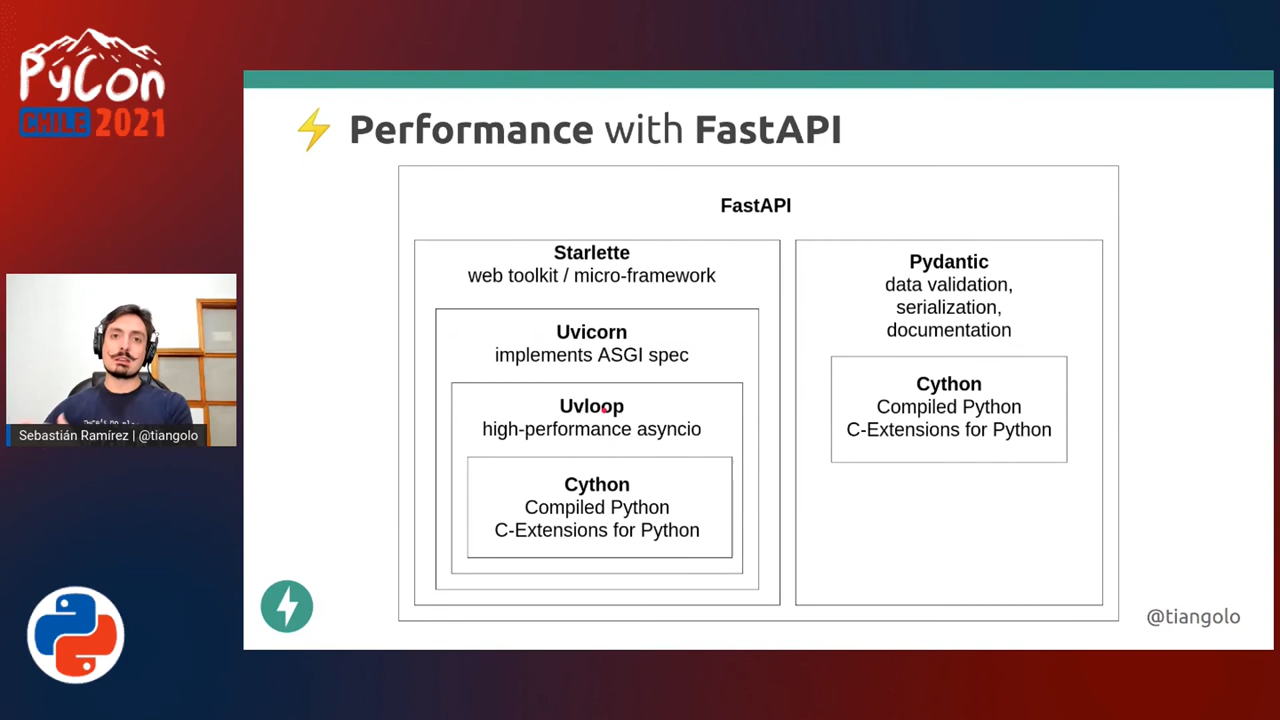 PyCon
CHILE 2021
⚡ Performance with FastAPI
FastAPI
Starlette
web toolkit / micro-framework
Uvicorn
implements ASGI spec
Uvloop
high-performance asyncio
Cython
Compiled Python
C-Extensions for Python
Pydantic
data validation,
serialization,
documentation
Cython
Compiled Python
C-Extensions for Python
Sebastián Ramírez | @tiangolo
@tiangolo